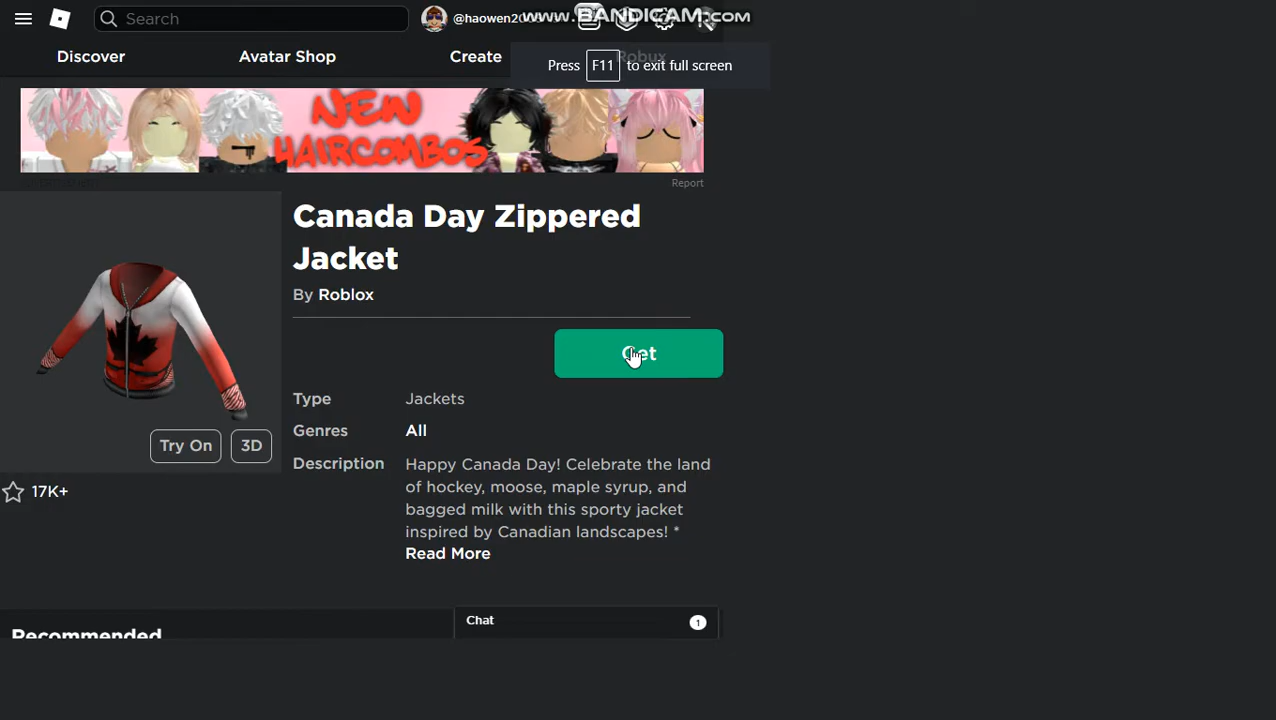 Search
@haowen20
www.BANDICAM.com
Discover
Avatar Shop
Create
Robux
Press F11 to exit full screen
NEW
HAIRCOMBOS
Report
Canada Day Zippered
Jacket
By Roblox
Get
Type
Jackets
Genres
All
Description
Happy Canada Day! Celebrate the land
of hockey, moose, maple syrup, and
bagged milk with this sporty jacket
inspired by Canadian landscapes! *
Read More
Try On
3D
17K+
Recommended
Chat
1